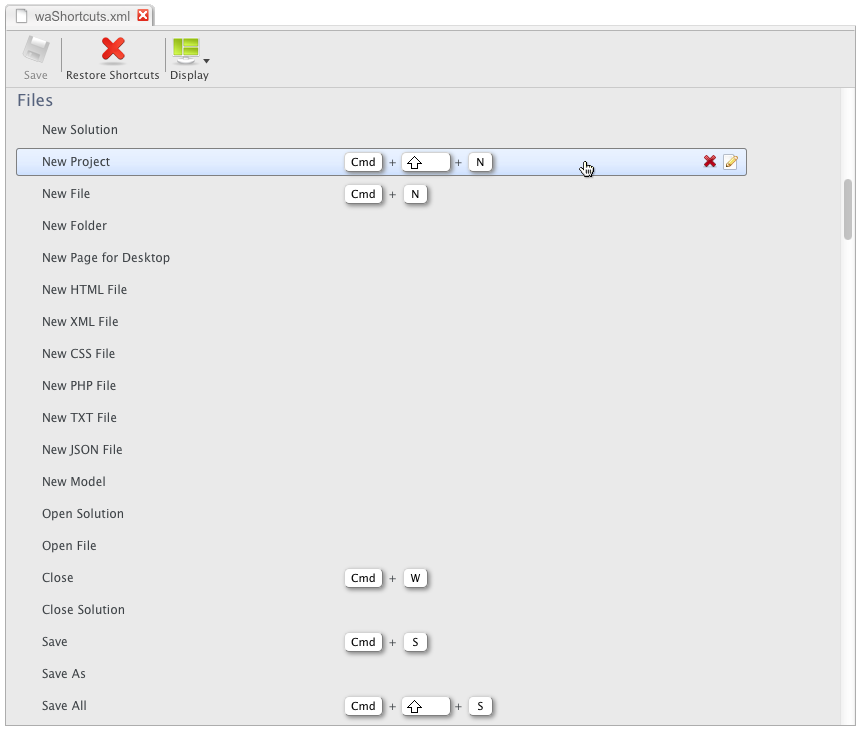 waShortcuts.xml
Save Restore Shortcuts Display
Files
New Solution
New Project Cmd + ⇧ + N
New File Cmd + N
New Folder
New Page for Desktop
New HTML File
New XML File
New CSS File
New PHP File
New TXT File
New JSON File
New Model
Open Solution
Open File
Close Cmd + W
Close Solution
Save Cmd + S
Save As
Save All Cmd + ⇧ + S